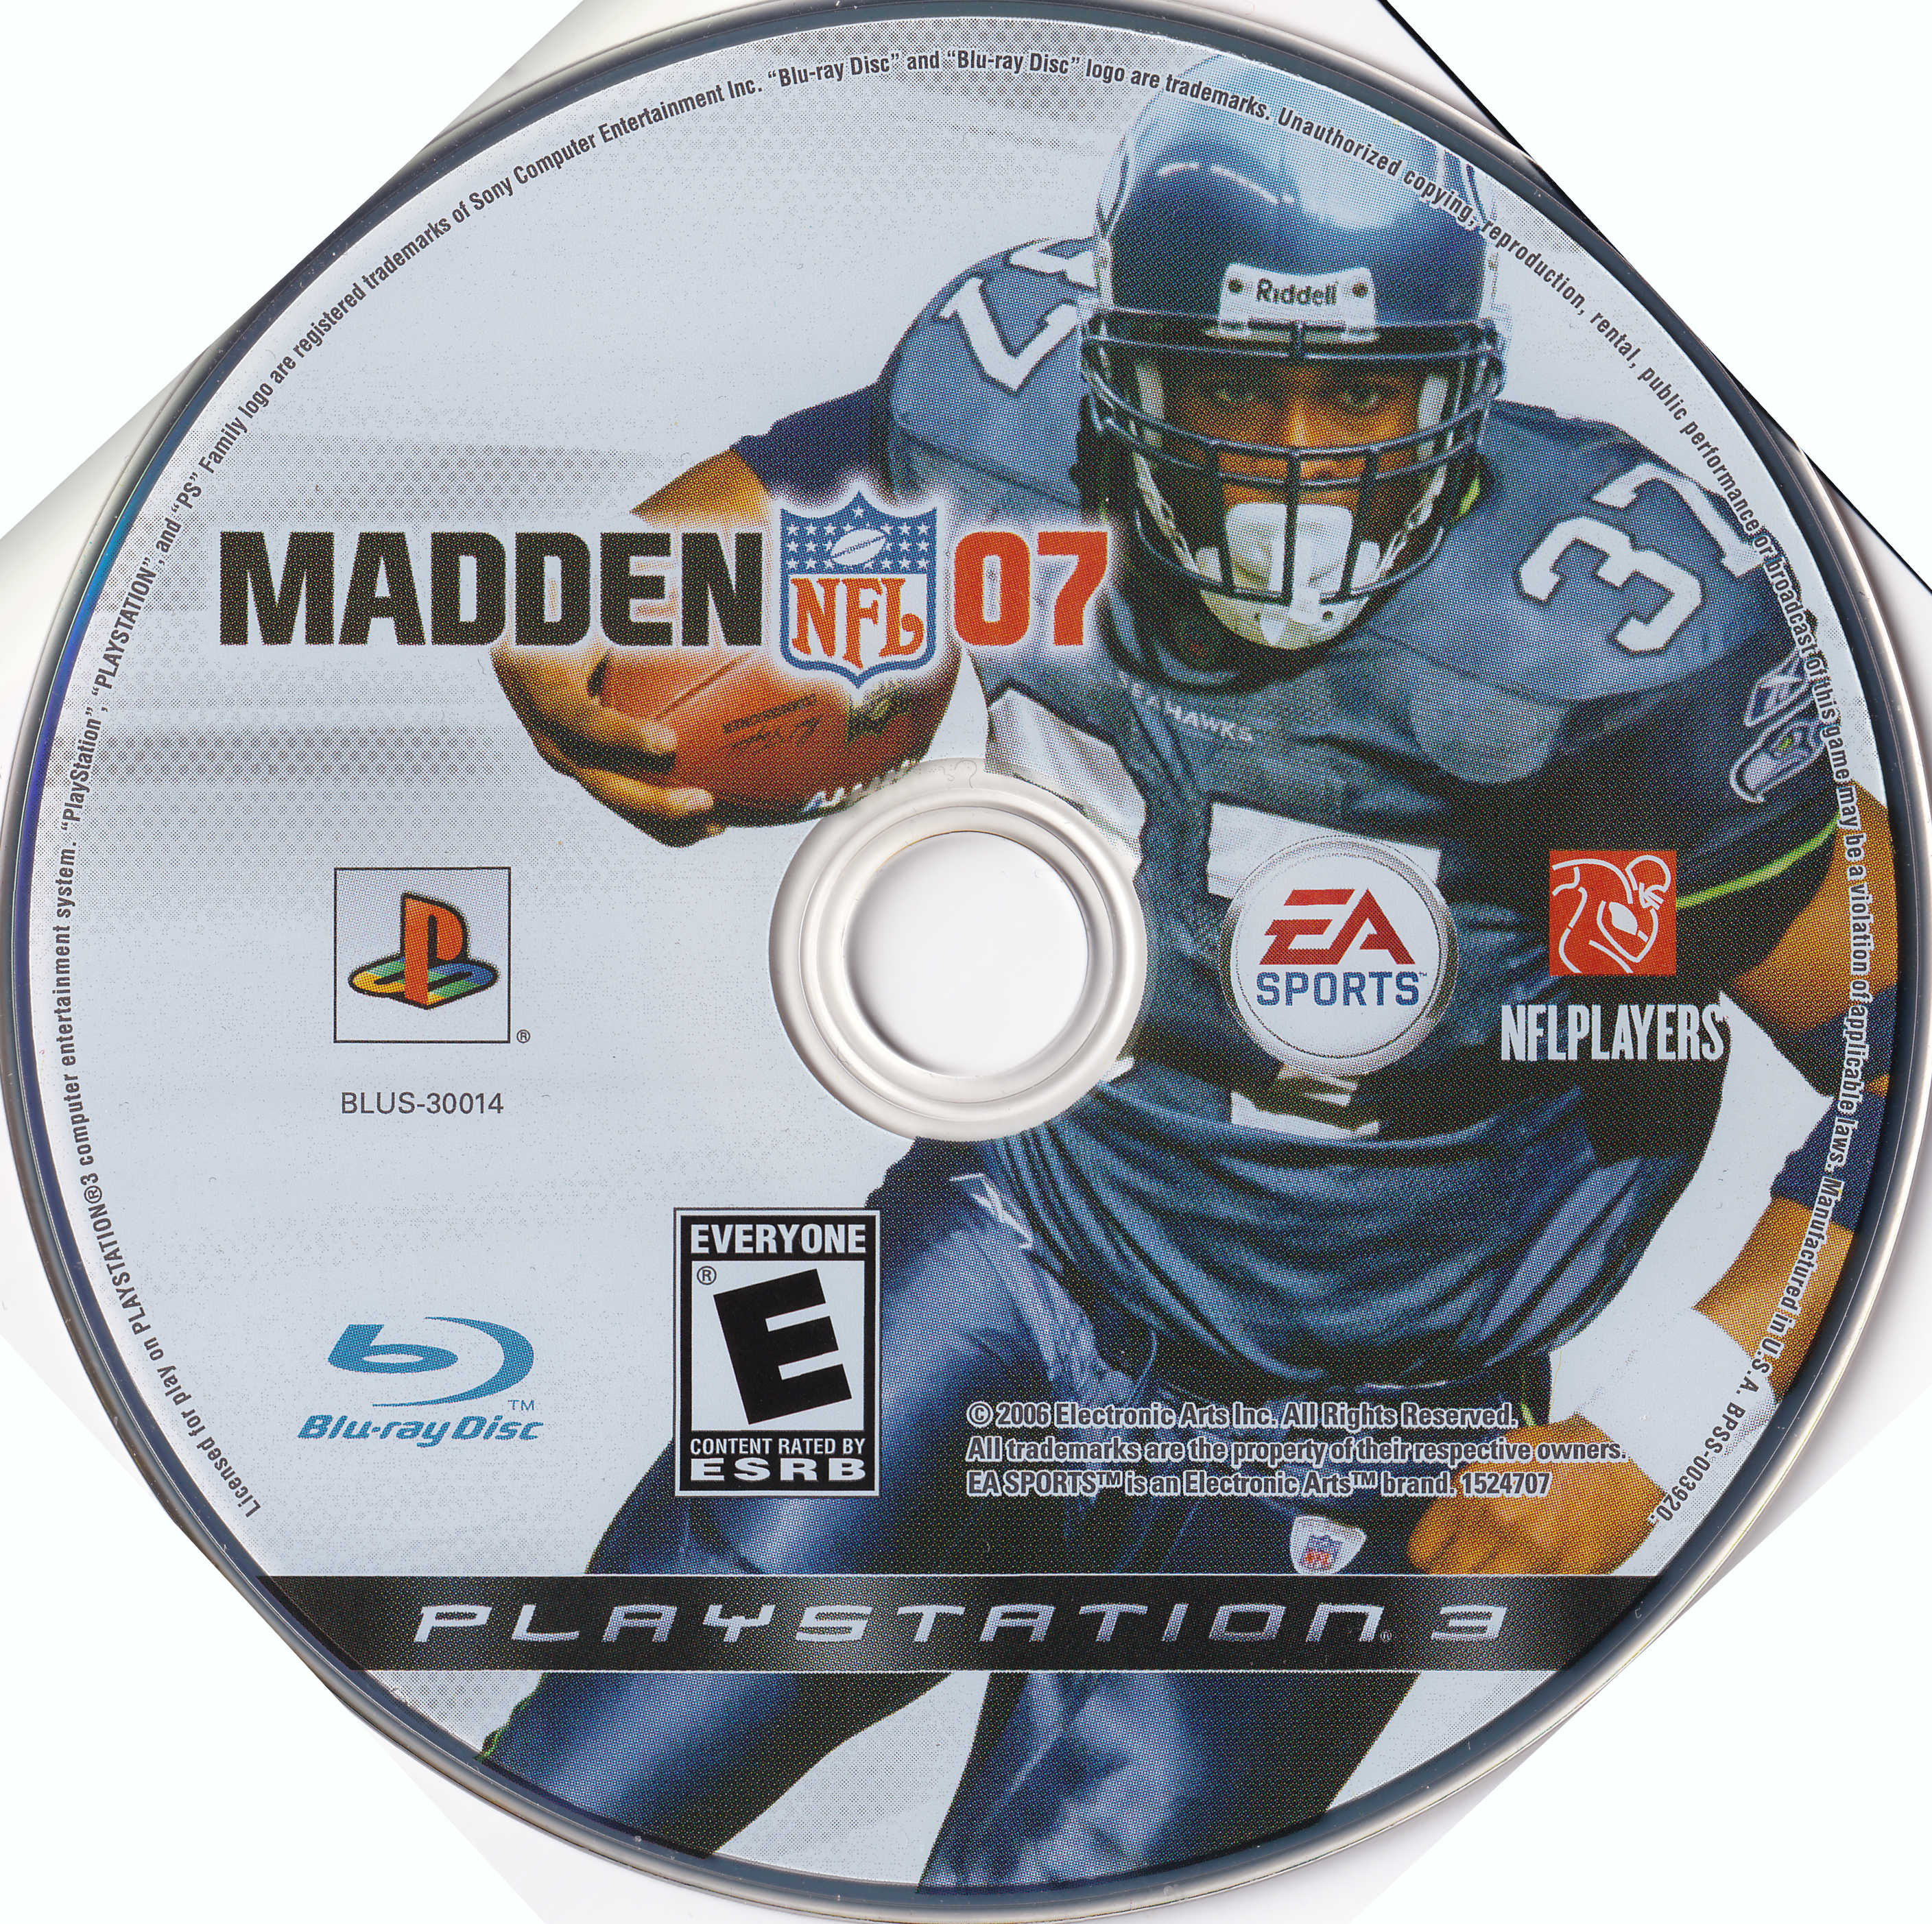 Licensed for play on PLAYSTATION®3 computer entertainment system. “PlayStation”, “PLAYSTATION”, and “PS” Family logo are registered trademarks of Sony Computer Entertainment Inc. “Blu-ray Disc” and “Blu-ray Disc” logo are trademarks. Unauthorized copying, reproduction, rental, public performance or broadcast of this game may be a violation of applicable laws. Manufactured in U.S.A. BPSS-003920.
Riddell
37
MADDEN NFL 07
SEAHAWKS
EA
SPORTS™
NFLPLAYERS
®
BLUS-30014
EVERYONE
®
E
CONTENT RATED BY
ESRB
™
Blu-ray Disc
© 2006 Electronic Arts Inc. All Rights Reserved.
All trademarks are the property of their respective owners.
EA SPORTS™ is an Electronic Arts™ brand. 1524707
NFL
PLAYSTATION® 3